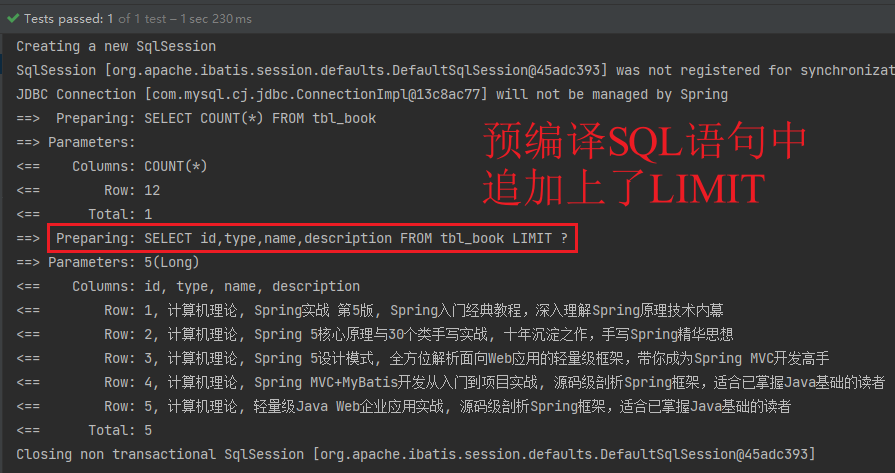 Tests passed: 1 of 1 test – 1 sec 230 ms
Creating a new SqlSession
SqlSession [org.apache.ibatis.session.defaults.DefaultSqlSession@45adc393] was not registered for synchronizat
JDBC Connection [com.mysql.cj.jdbc.ConnectionImpl@13c8ac77] will not be managed by Spring
==>  Preparing: SELECT COUNT(*) FROM tbl_book
==> Parameters:
<==    Columns: COUNT(*)
<==        Row: 12
<==      Total: 1
预编译SQL语句中
追加上了LIMIT
==>  Preparing: SELECT id,type,name,description FROM tbl_book LIMIT ?
==> Parameters: 5(Long)
<==    Columns: id, type, name, description
<==        Row: 1, 计算机理论, Spring实战 第5版, Spring入门经典教程，深入理解Spring原理技术内幕
<==        Row: 2, 计算机理论, Spring 5核心原理与30个类手写实战, 十年沉淀之作，手写Spring精华思想
<==        Row: 3, 计算机理论, Spring 5设计模式, 全方位解析面向Web应用的轻量级框架，带你成为Spring MVC开发高手
<==        Row: 4, 计算机理论, Spring MVC+MyBatis开发从入门到项目实战, 源码级剖析Spring框架，适合已掌握Java基础的读者
<==        Row: 5, 计算机理论, 轻量级Java Web企业应用实战, 源码级剖析Spring框架，适合已掌握Java基础的读者
<==      Total: 5
Closing non transactional SqlSession [org.apache.ibatis.session.defaults.DefaultSqlSession@45adc393]